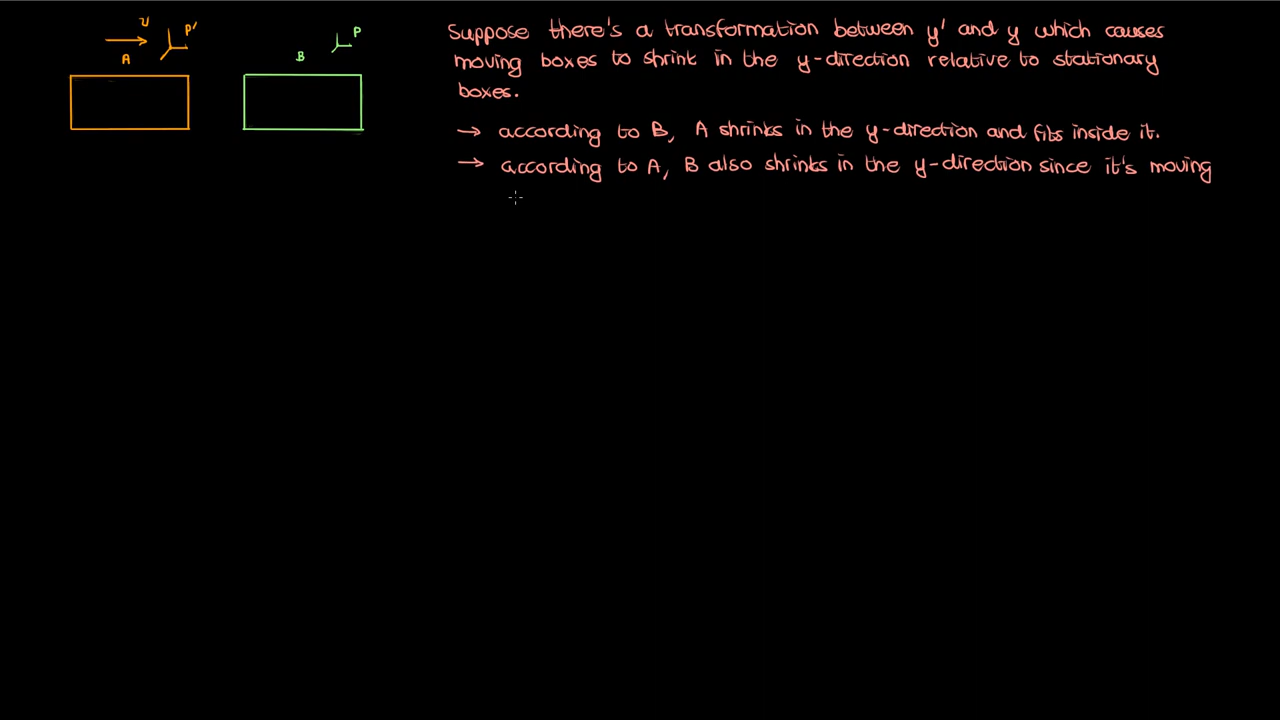 v
P'
A
P
B
Suppose there's a transformation between y' and y which causes
moving boxes to shrink in the y-direction relative to stationary
boxes.
→ according to B, A shrinks in the y-direction and fits inside it.
→ according to A, B also shrinks in the y-direction since it's moving